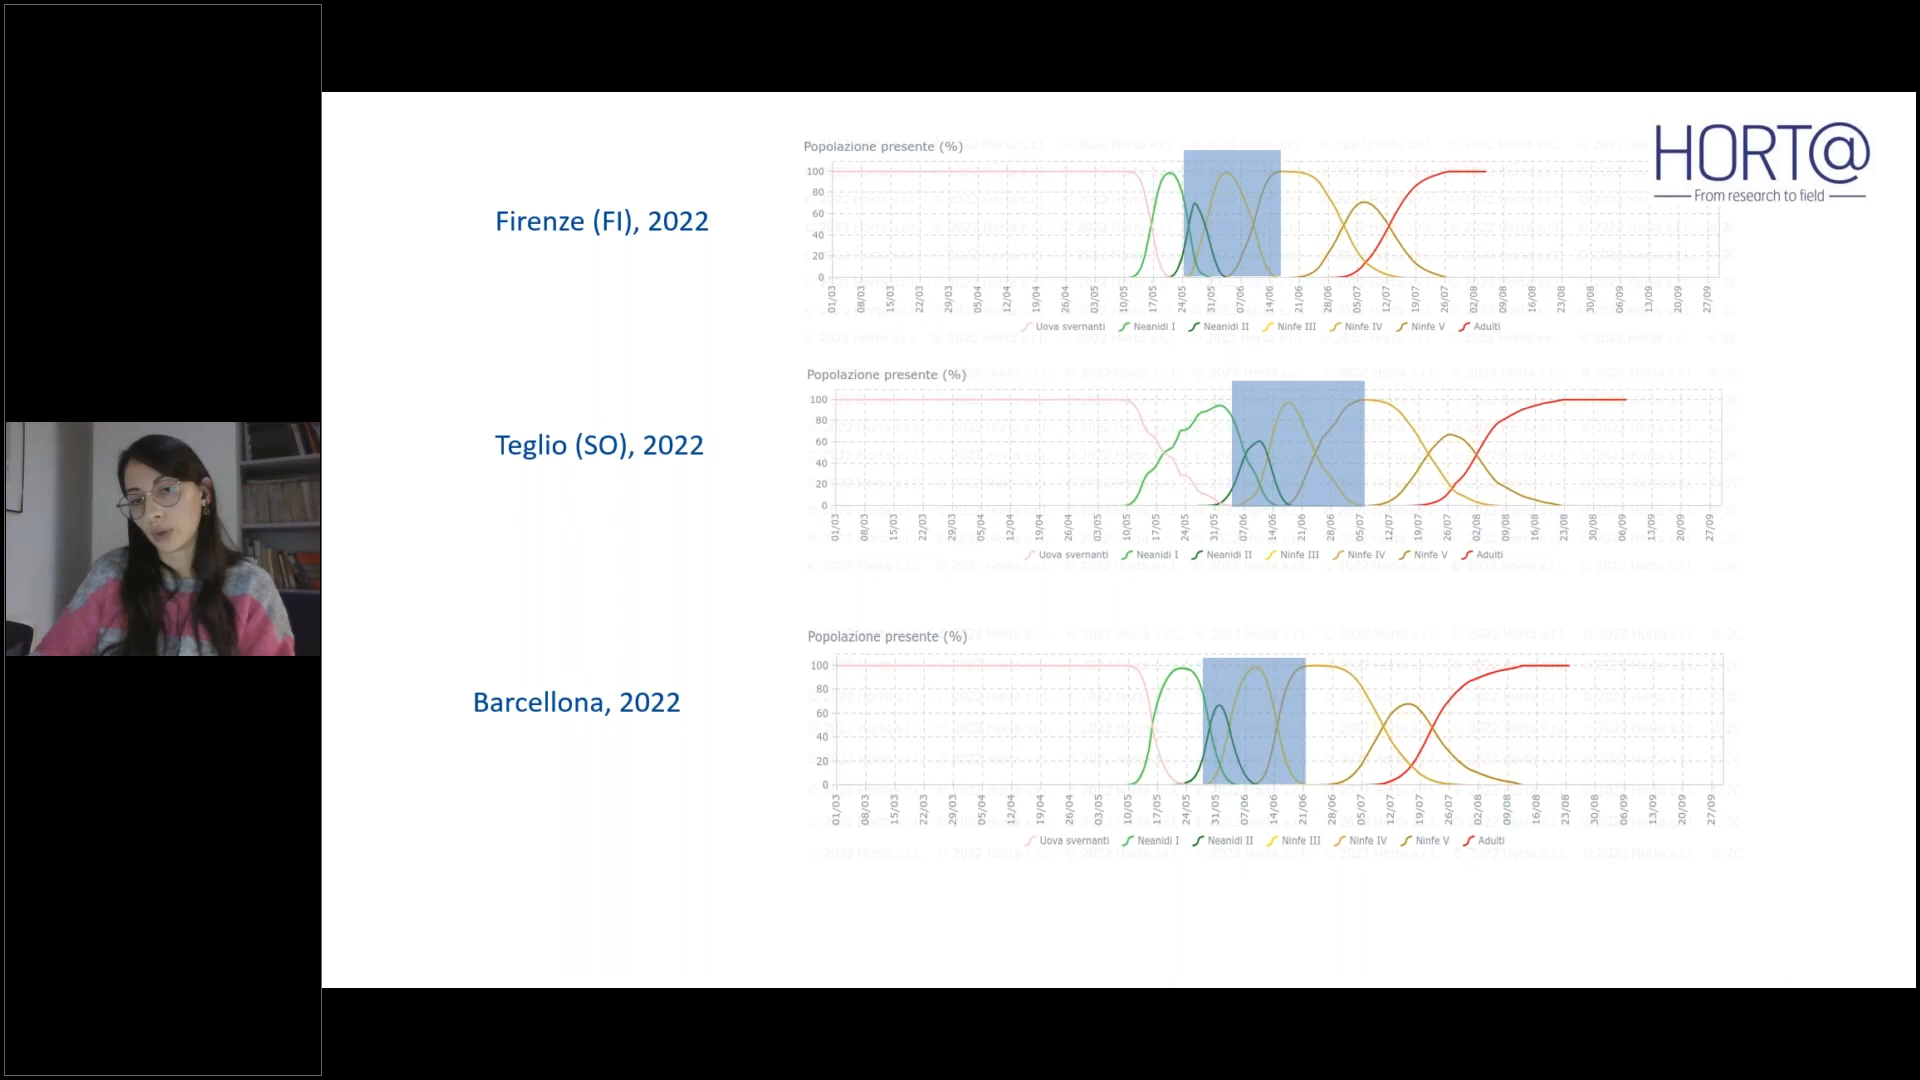 HORT@
From research to field
Firenze (FI), 2022
Popolazione presente (%)
100
80
60
40
20
0
01/03 08/03 15/03 22/03 29/03 05/04 12/04 19/04 26/04 03/05 10/05 17/05 24/05 31/05 07/06 14/06 21/06 28/06 05/07 12/07 19/07 26/07 02/08 09/08 16/08 23/08 30/08 06/09 13/09 20/09 27/09
Uova svernanti Neanidi I Neanidi II Ninfe III Ninfe IV Ninfe V Adulti
Teglio (SO), 2022
Popolazione presente (%)
100
80
60
40
20
0
01/03 08/03 15/03 22/03 29/03 05/04 12/04 19/04 26/04 03/05 10/05 17/05 24/05 31/05 07/06 14/06 21/06 28/06 05/07 12/07 19/07 26/07 02/08 09/08 16/08 23/08 30/08 06/09 13/09 20/09 27/09
Uova svernanti Neanidi I Neanidi II Ninfe III Ninfe IV Ninfe V Adulti
Barcellona, 2022
Popolazione presente (%)
100
80
60
40
20
0
01/03 08/03 15/03 22/03 29/03 05/04 12/04 19/04 26/04 03/05 10/05 17/05 24/05 31/05 07/06 14/06 21/06 28/06 05/07 12/07 19/07 26/07 02/08 09/08 16/08 23/08 30/08 06/09 13/09 20/09 27/09
Uova svernanti Neanidi I Neanidi II Ninfe III Ninfe IV Ninfe V Adulti